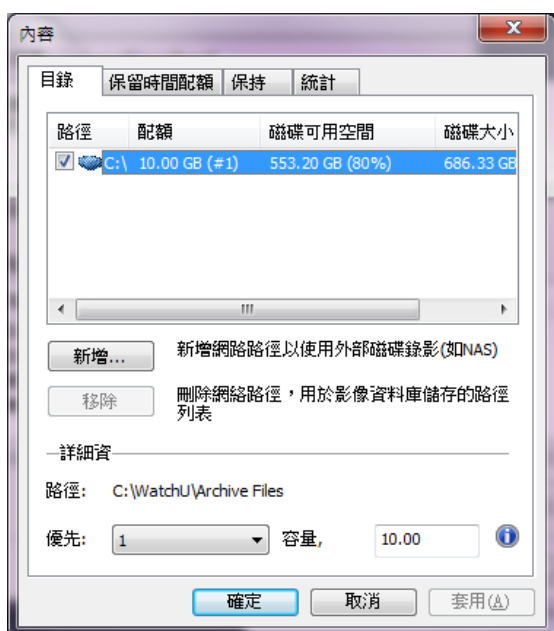 內容
目錄 保留時間配額 保持 統計
路徑 配額 磁碟可用空間 磁碟大小
C:\ 10.00 GB (#1) 553.20 GB (80%) 686.33 GB
新增... 新增網路路徑以使用外部磁碟錄影(如NAS)
移除 刪除網絡路徑，用於影像資料庫儲存的路徑
列表
詳細資
路徑: C:\WatchU\Archive Files
優先: 1 容量, 10.00
確定 取消 套用(A)